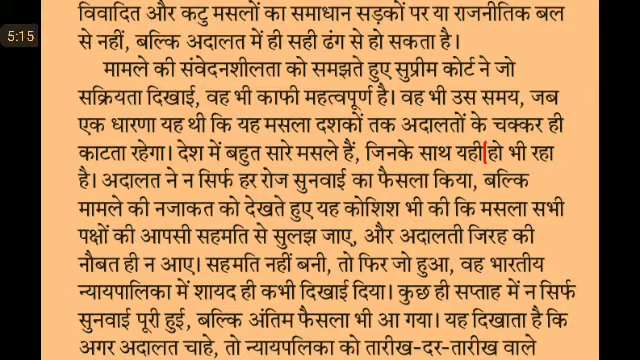 विवादित और कटु मसलों का समाधान सड़कों पर या राजनीतिक बल
5:15
से नहीं, बल्कि अदालत में ही सही ढंग से हो सकता है।
मामले की संवेदनशीलता को समझते हुए सुप्रीम कोर्ट ने जो
सक्रियता दिखाई, वह भी काफी महत्वपूर्ण है। वह भी उस समय, जब
एक धारणा यह थी कि यह मसला दशकों तक अदालतों के चक्कर ही
काटता रहेगा। देश में बहुत सारे मसले हैं, जिनके साथ यही हो भी रहा
है। अदालत ने न सिर्फ हर रोज सुनवाई का फैसला किया, बल्कि
मामले की नजाकत को देखते हुए यह कोशिश भी की कि मसला सभी
पक्षों की आपसी सहमति से सुलझ जाए, और अदालती जिरह की
नौबत ही न आए। सहमति नहीं बनी, तो फिर जो हुआ, वह भारतीय
न्यायपालिका में शायद ही कभी दिखाई दिया। कुछ ही सप्ताह में न सिर्फ
सुनवाई पूरी हुई, बल्कि अंतिम फैसला भी आ गया। यह दिखाता है कि
अगर अदालत चाहे, तो न्यायपालिका को तारीख-दर-तारीख वाले